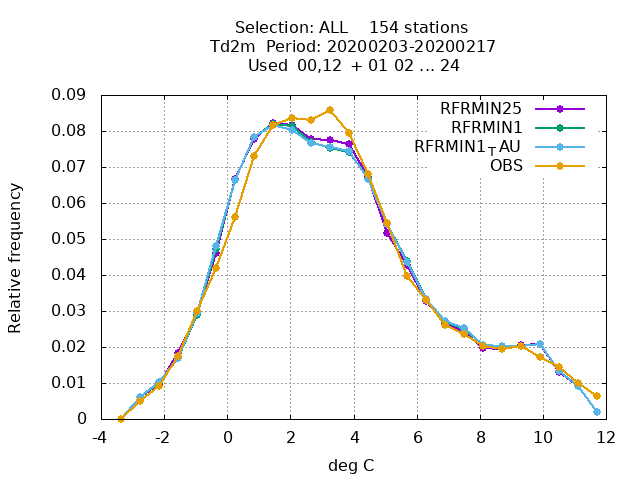 Selection: ALL    154 stations
Td2m  Period: 20200203-20200217
Used  00,12  + 01 02 ... 24
RFRMIN25
RFRMIN1
RFRMIN1_TAU
OBS
0.09
0.08
0.07
0.06
0.05
0.04
0.03
0.02
0.01
0
Relative frequency
-4 -2 0 2 4 6 8 10 12
deg C